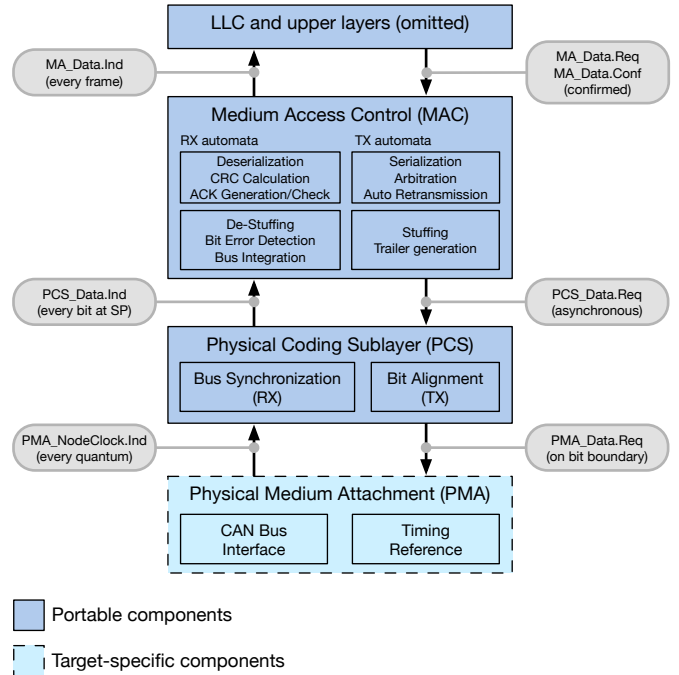 LLC and upper layers (omitted)
MA_Data.Ind
(every frame)
MA_Data.Req
MA_Data.Conf
(confirmed)
Medium Access Control (MAC)
RX automata
TX automata
Deserialization
CRC Calculation
ACK Generation/Check
Serialization
Arbitration
Auto Retransmission
De-Stuffing
Bit Error Detection
Bus Integration
Stuffing
Trailer generation
PCS_Data.Ind
(every bit at SP)
PCS_Data.Req
(asynchronous)
Physical Coding Sublayer (PCS)
Bus Synchronization
(RX)
Bit Alignment
(TX)
PMA_NodeClock.Ind
(every quantum)
PMA_Data.Req
(on bit boundary)
Physical Medium Attachment (PMA)
CAN Bus
Interface
Timing
Reference
Portable components
Target-specific components